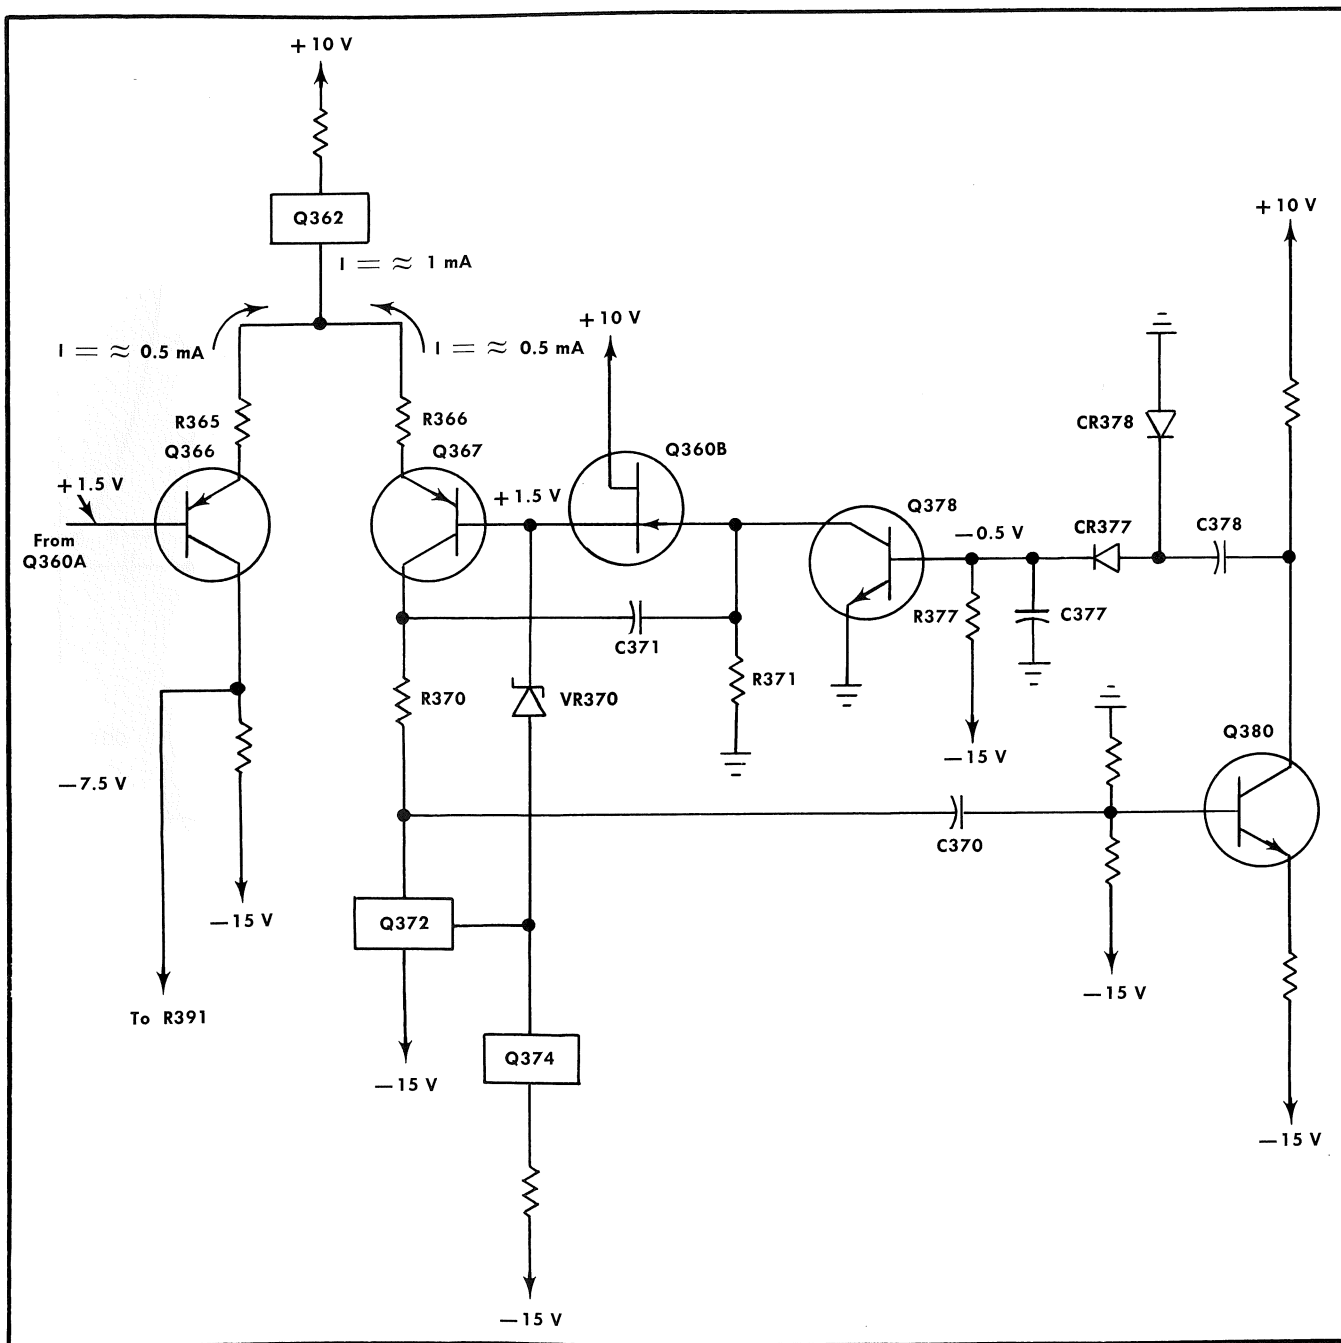 +10 V
Q362
I = ≈ 1 mA
I = ≈ 0.5 mA
I = ≈ 0.5 mA
+10 V
+10 V
R365
R366
Q366
Q367
Q360B
CR378
+1.5 V
+1.5 V
From
Q360A
Q378
−0.5 V
CR377
C378
R377
C377
C371
R370
VR370
R371
−15 V
Q380
−7.5 V
C370
−15 V
Q372
−15 V
To R391
Q374
−15 V
−15 V
−15 V